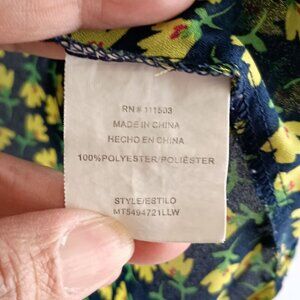 RN# 111503
MADE IN CHINA
HECHO EN CHINA
100%POLYESTER/POLIÉSTER
STYLE/ESTILO
MT5494721LLW